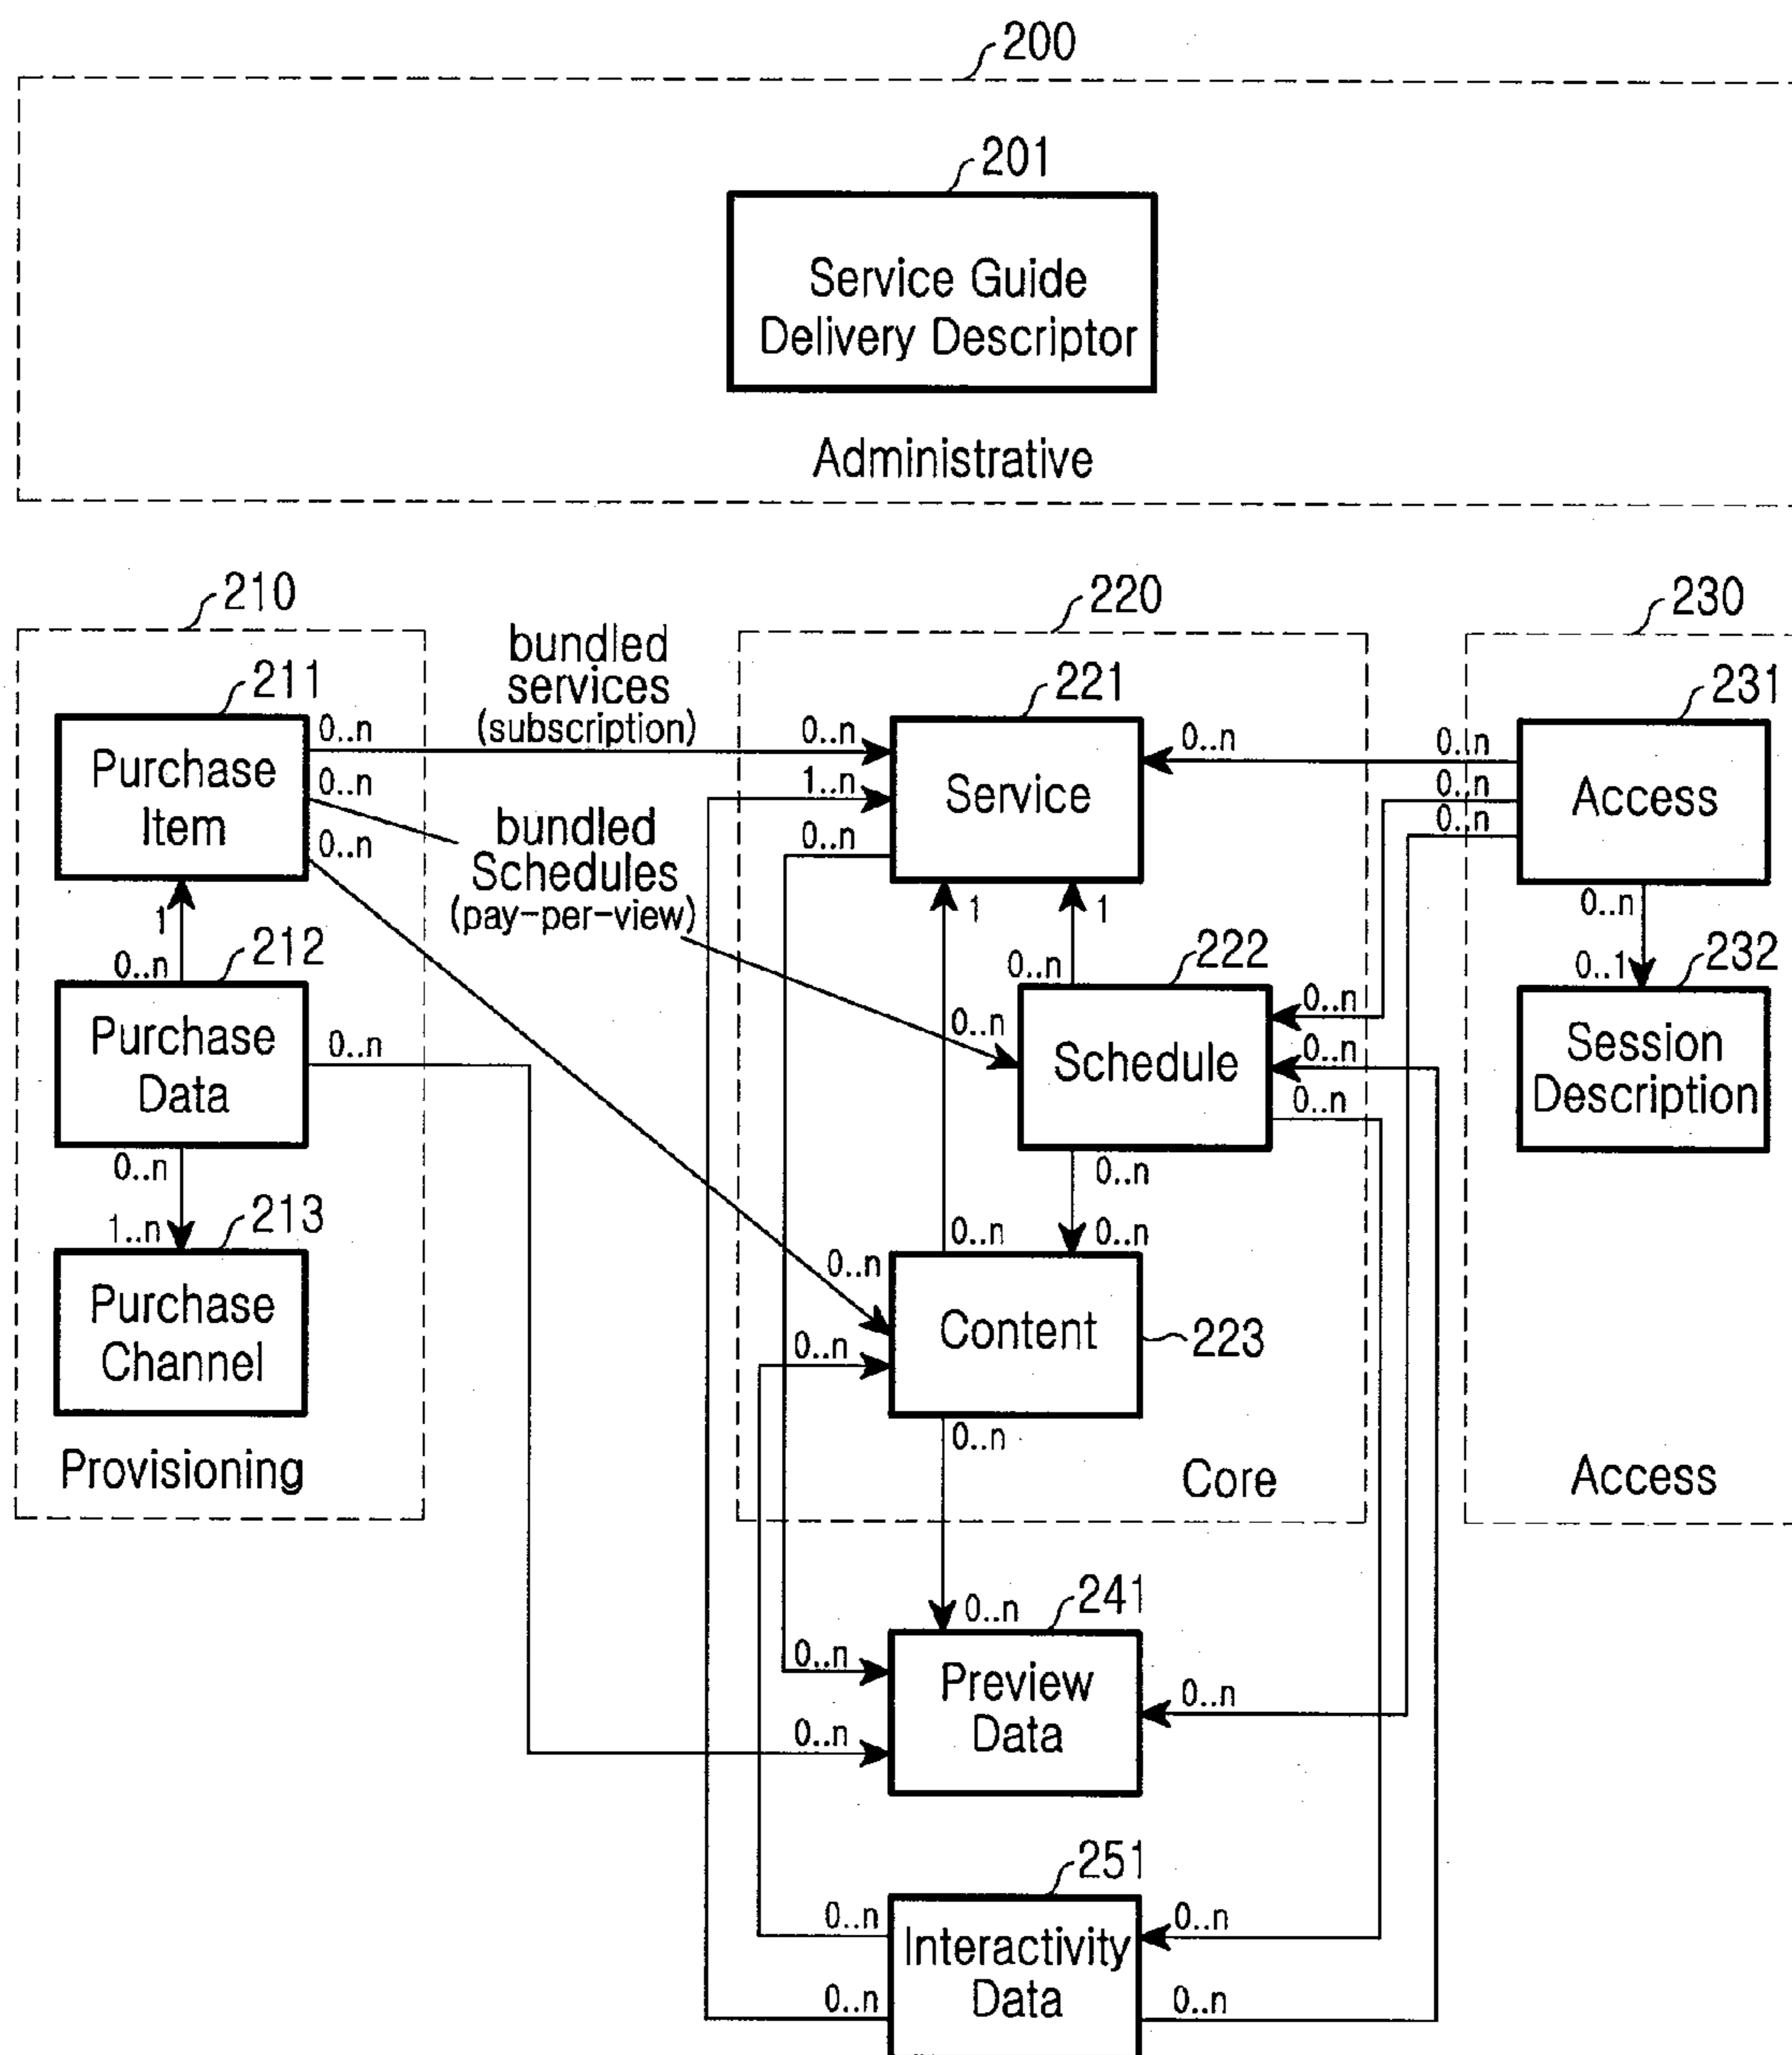 200
201
Service Guide
Delivery Descriptor
Administrative
210
220
230
bundled
services
(subscription)
211
221
231
0..n
0..n
0..n
0..n
Purchase
Item
0..n
1..n
Service
0..n
Access
0..n
bundled
Schedules
(pay-per-view)
0..n
0..n
1
1
1
0..n
0..n
212
0..n
222
0..1
232
Purchase
Data
0..n
0..n
Schedule
0..n
0..n
0..n
Session
Description
0..n
0..n
1..n
213
0..n
0..n
0..n
Purchase
Channel
Content
223
0..n
0..n
Provisioning
Core
Access
0..n
241
0..n
Preview
Data
0..n
0..n
251
0..n
Interactivity
Data
0..n
0..n
0..n